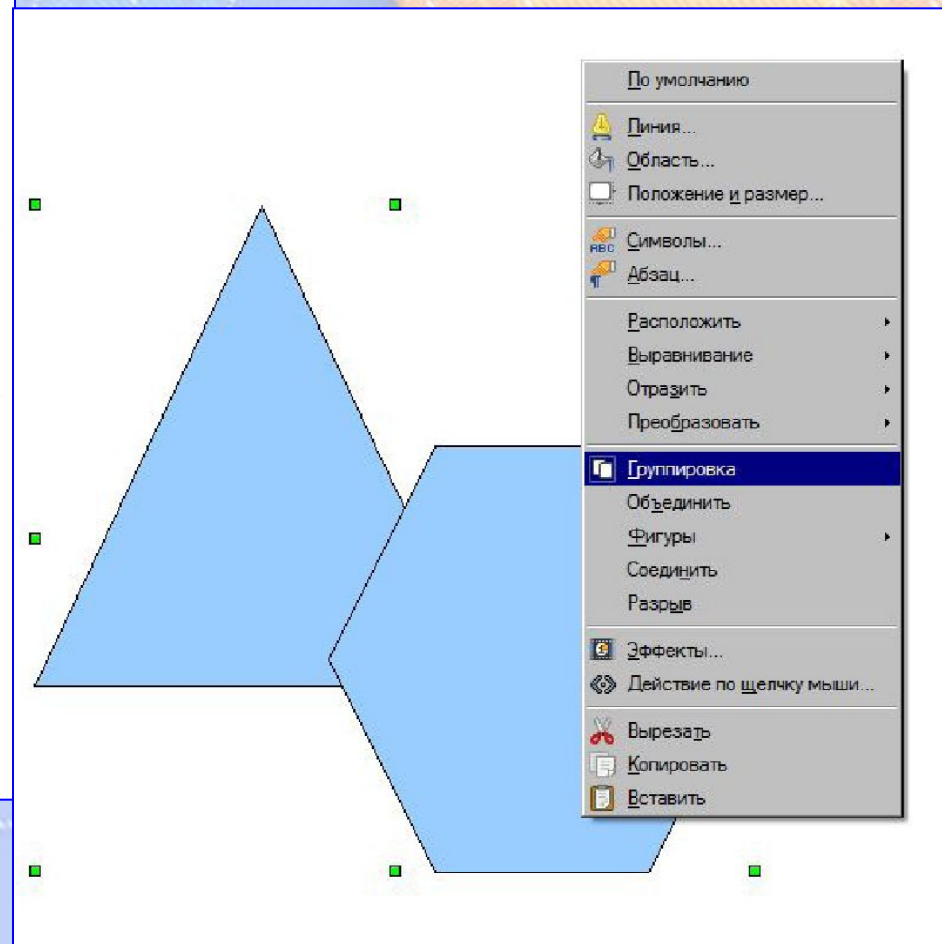 По умолчанию
Линия...
Область...
Положение и размер...
ABC
Символы...
Абзац...
Расположить
Выравнивание
Отразить
Преобразовать
Группировка
Объединить
Фигуры
Соединить
Разрыв
Эффекты...
Действие по щелчку мыши...
Вырезать
Копировать
Вставить